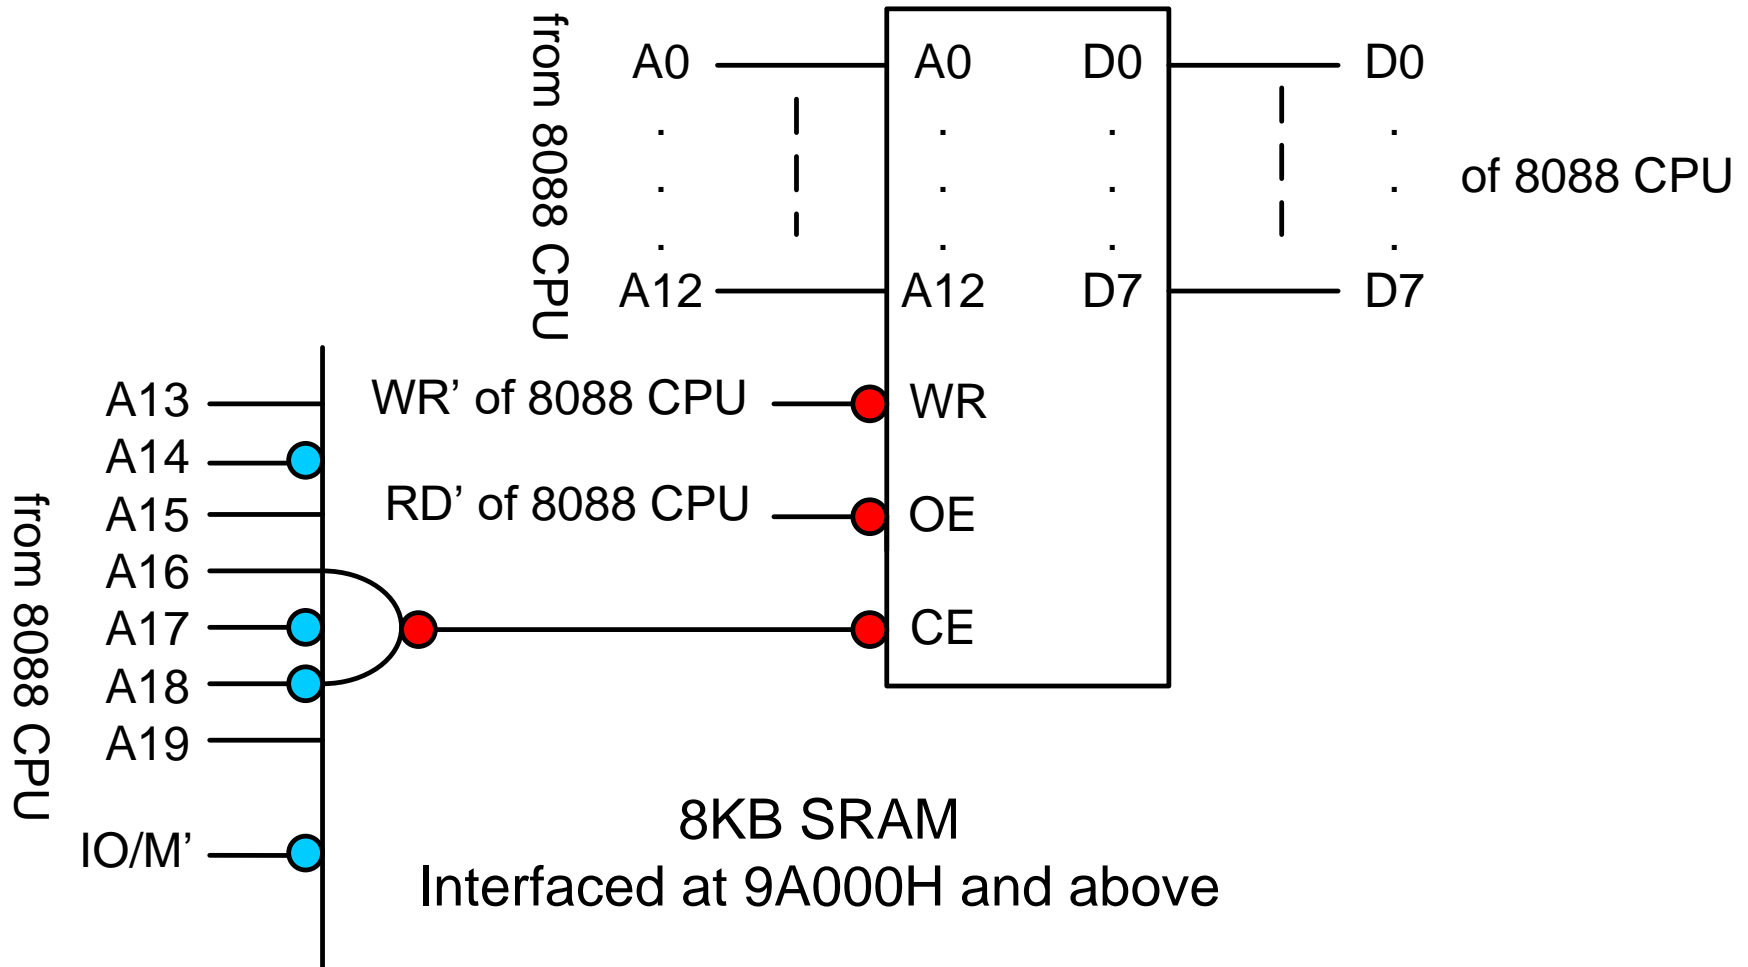 from 8088 CPU
A0 A0 D0 D0
. . . .
. . . . of 8088 CPU
. . . .
A12 A12 D7 D7
A13 WR’ of 8088 CPU WR
A14
A15 RD’ of 8088 CPU OE
A16
A17 CE
A18
A19
from 8088 CPU
IO/M’
8KB SRAM
Interfaced at 9A000H and above